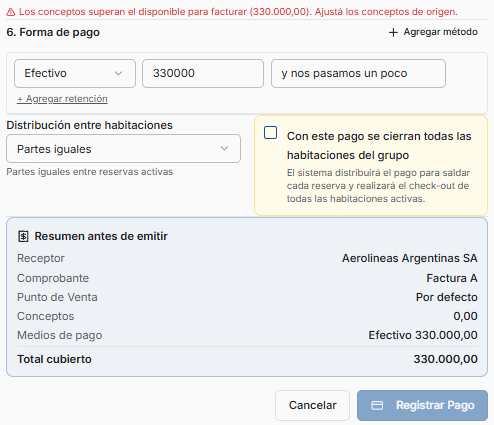 Los conceptos superan el disponible para facturar (330.000,00). Ajustá los conceptos de origen.
6. Forma de pago
+ Agregar método
Efectivo
330000
y nos pasamos un poco
+ Agregar retención
Distribución entre habitaciones
Partes iguales
Partes iguales entre reservas activas
Con este pago se cierran todas las
habitaciones del grupo
El sistema distribuirá el pago para saldar
cada reserva y realizará el check-out de
todas las habitaciones activas.
Resumen antes de emitir
Receptor Aerolineas Argentinas SA
Comprobante Factura A
Punto de Venta Por defecto
Conceptos 0,00
Medios de pago Efectivo 330.000,00
Total cubierto 330.000,00
Cancelar
Registrar Pago